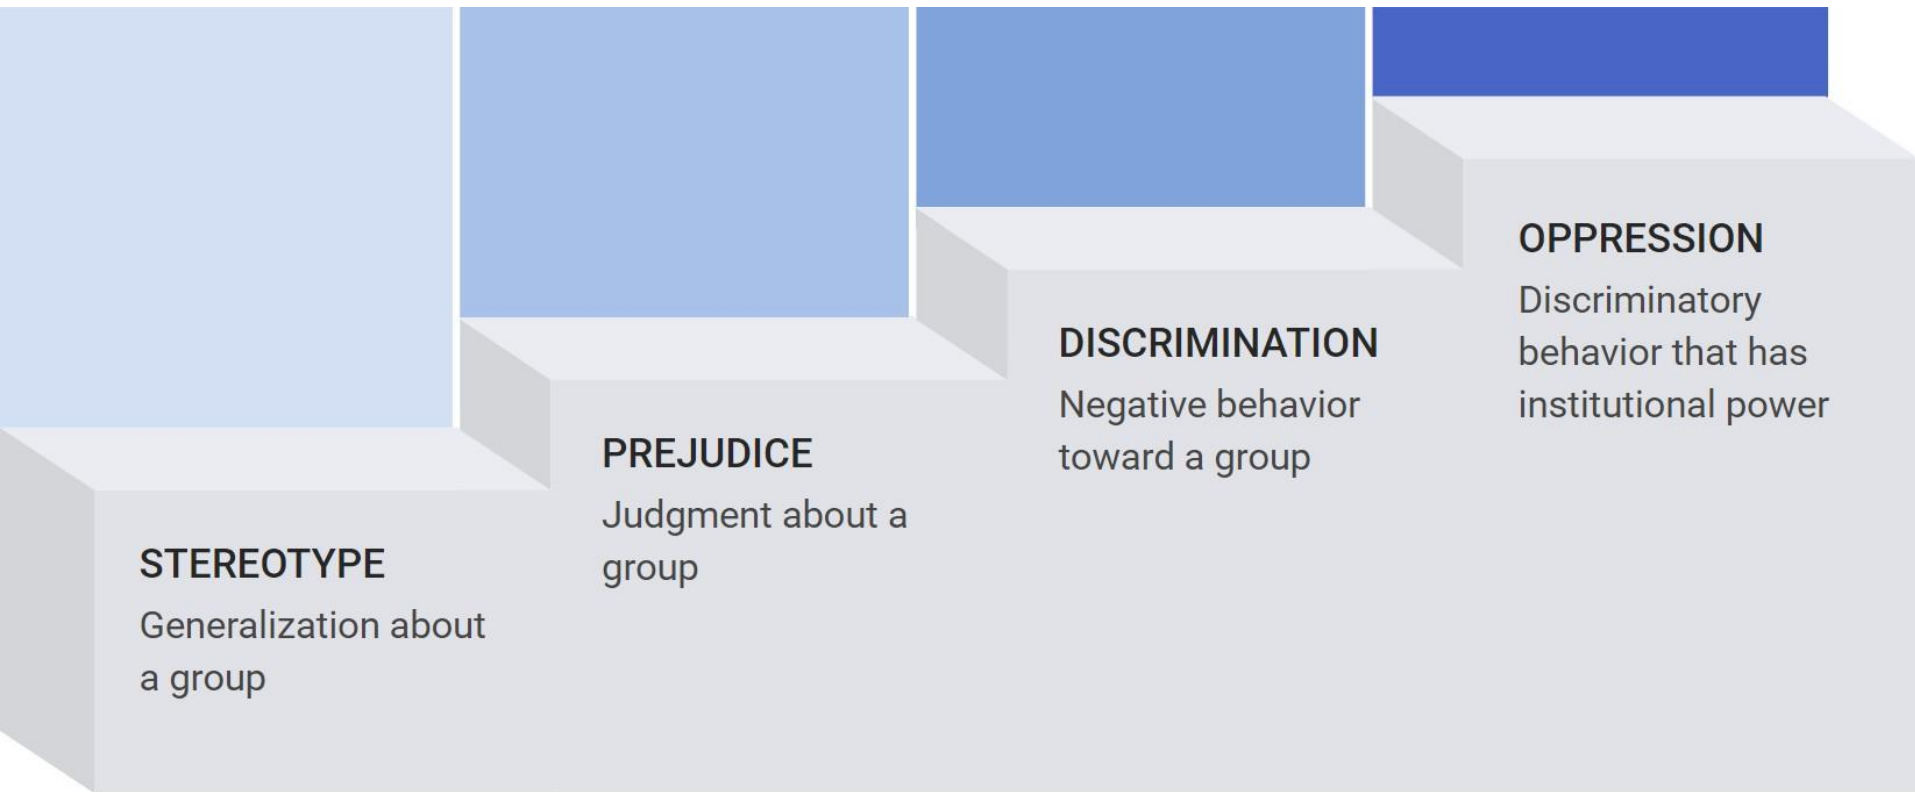 STEREOTYPE
Generalization about
a group
PREJUDICE
Judgment about a
group
DISCRIMINATION
Negative behavior
toward a group
OPPRESSION
Discriminatory
behavior that has
institutional power